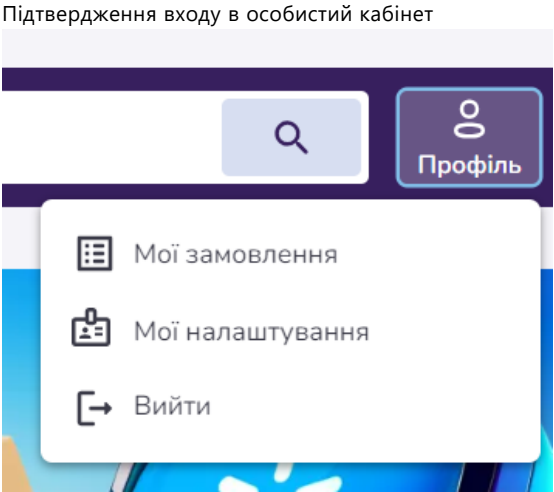 Підтвердження входу в особистий кабінет
Профіль
Мої замовлення
Мої налаштування
Вийти